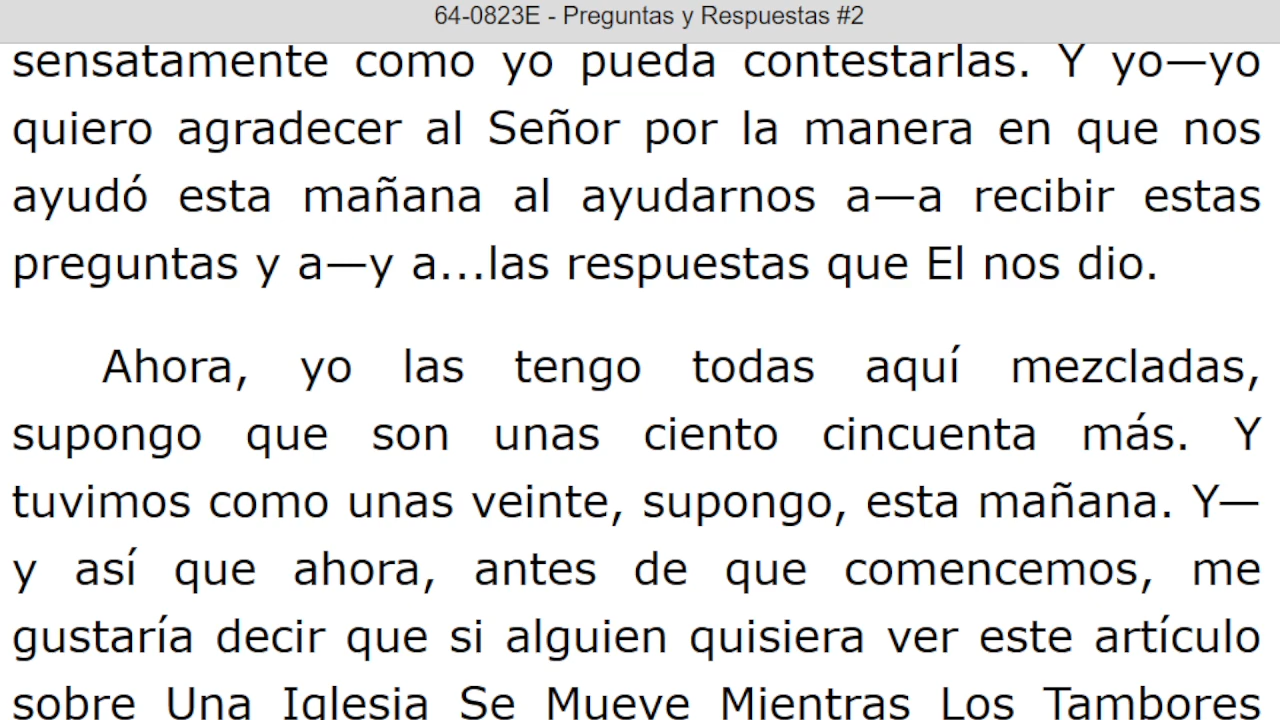 64-0823E - Preguntas y Respuestas #2
sensatamente como yo pueda contestarlas. Y yo—yo
quiero agradecer al Señor por la manera en que nos
ayudó esta mañana al ayudarnos a—a recibir estas
preguntas y a—y a...las respuestas que El nos dio.
Ahora, yo las tengo todas aquí mezcladas,
supongo que son unas ciento cincuenta más. Y
tuvimos como unas veinte, supongo, esta mañana. Y—
y así que ahora, antes de que comencemos, me
gustaría decir que si alguien quisiera ver este artículo
sobre Una Iglesia Se Mueve Mientras Los Tambores